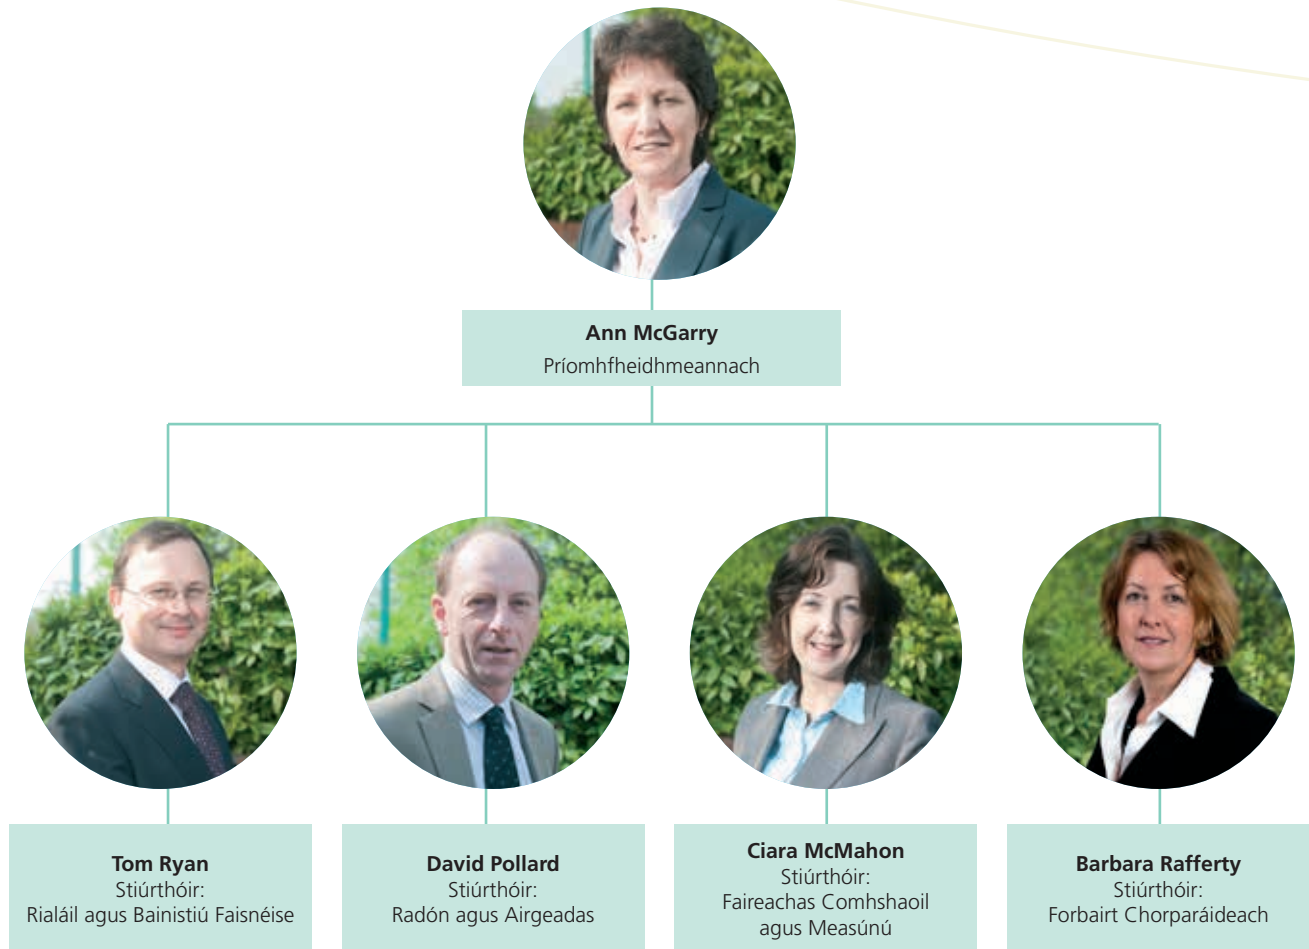 Ann McGarry
Príomhfheidhmeannach
Tom Ryan
Stiúrthóir:
Rialáil agus Bainistiú Faisnéise
David Pollard
Stiúrthóir:
Radón agus Airgeadas
Ciara McMahon
Stiúrthóir:
Faireachas Comhshaoil
agus Measúnú
Barbara Rafferty
Stiúrthóir:
Forbairt Chorparáideach